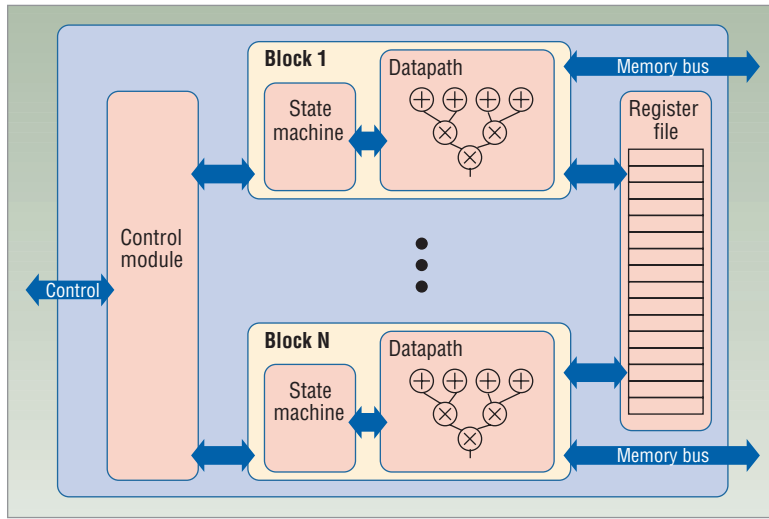 Block 1
Datapath
Memory bus
State
machine
Register
file
Control
module
Control
Block N
Datapath
State
machine
Memory bus